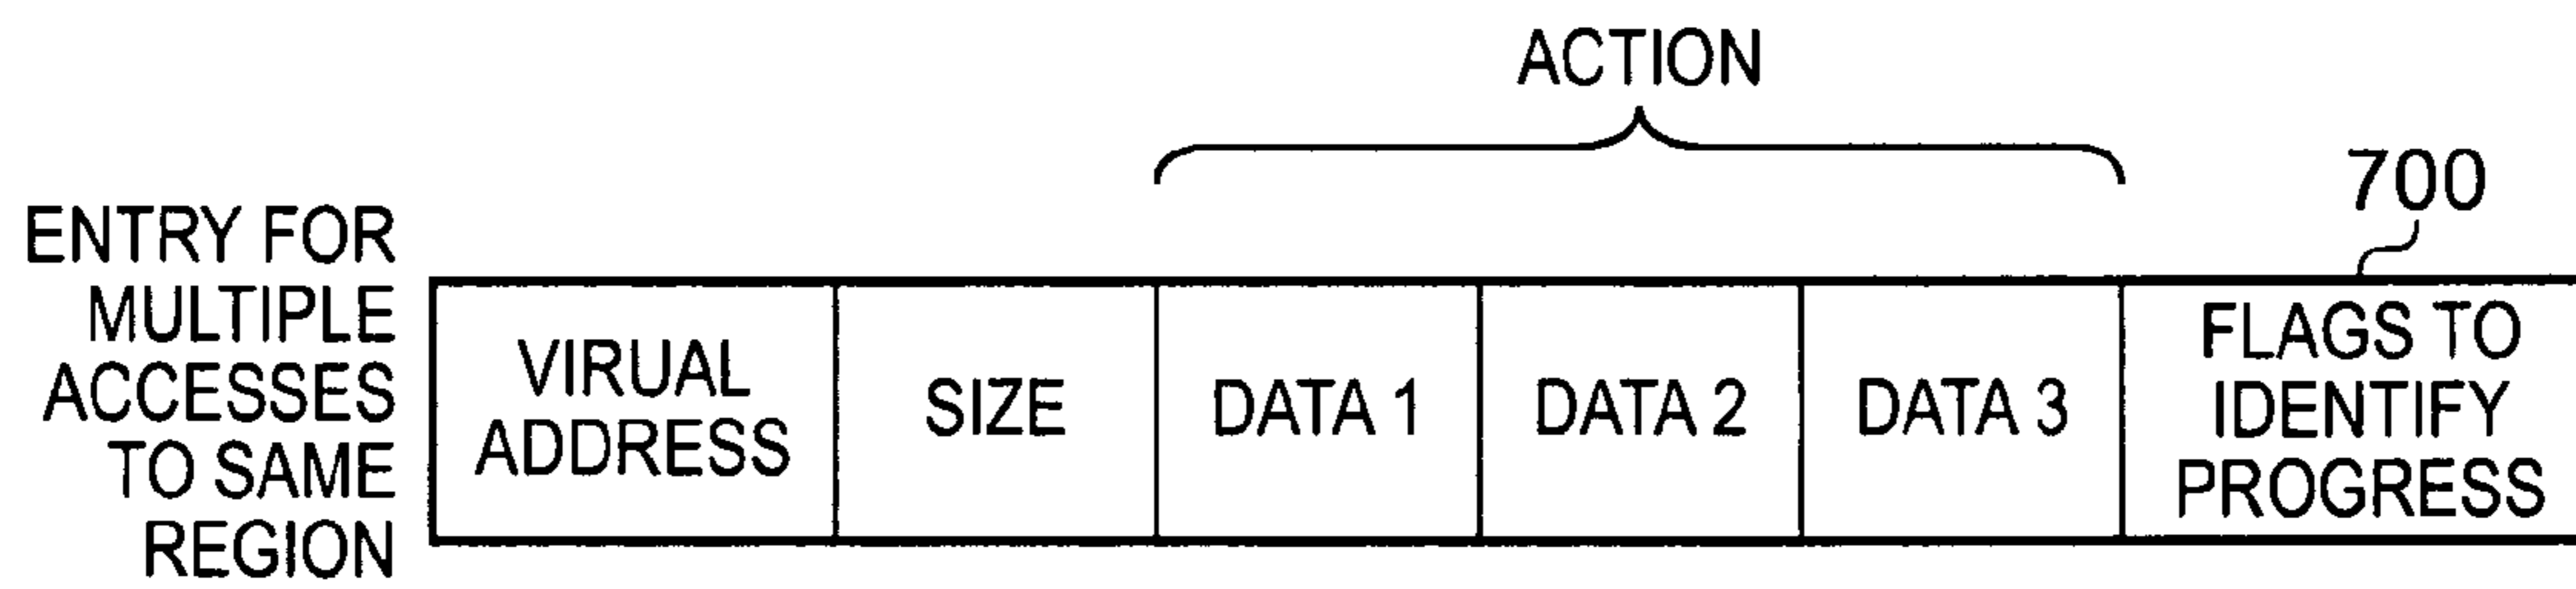 ACTION
700
ENTRY FOR
MULTIPLE
ACCESSES
TO SAME
REGION
VIRUAL
ADDRESS
SIZE
DATA 1
DATA 2
DATA 3
FLAGS TO
IDENTIFY
PROGRESS